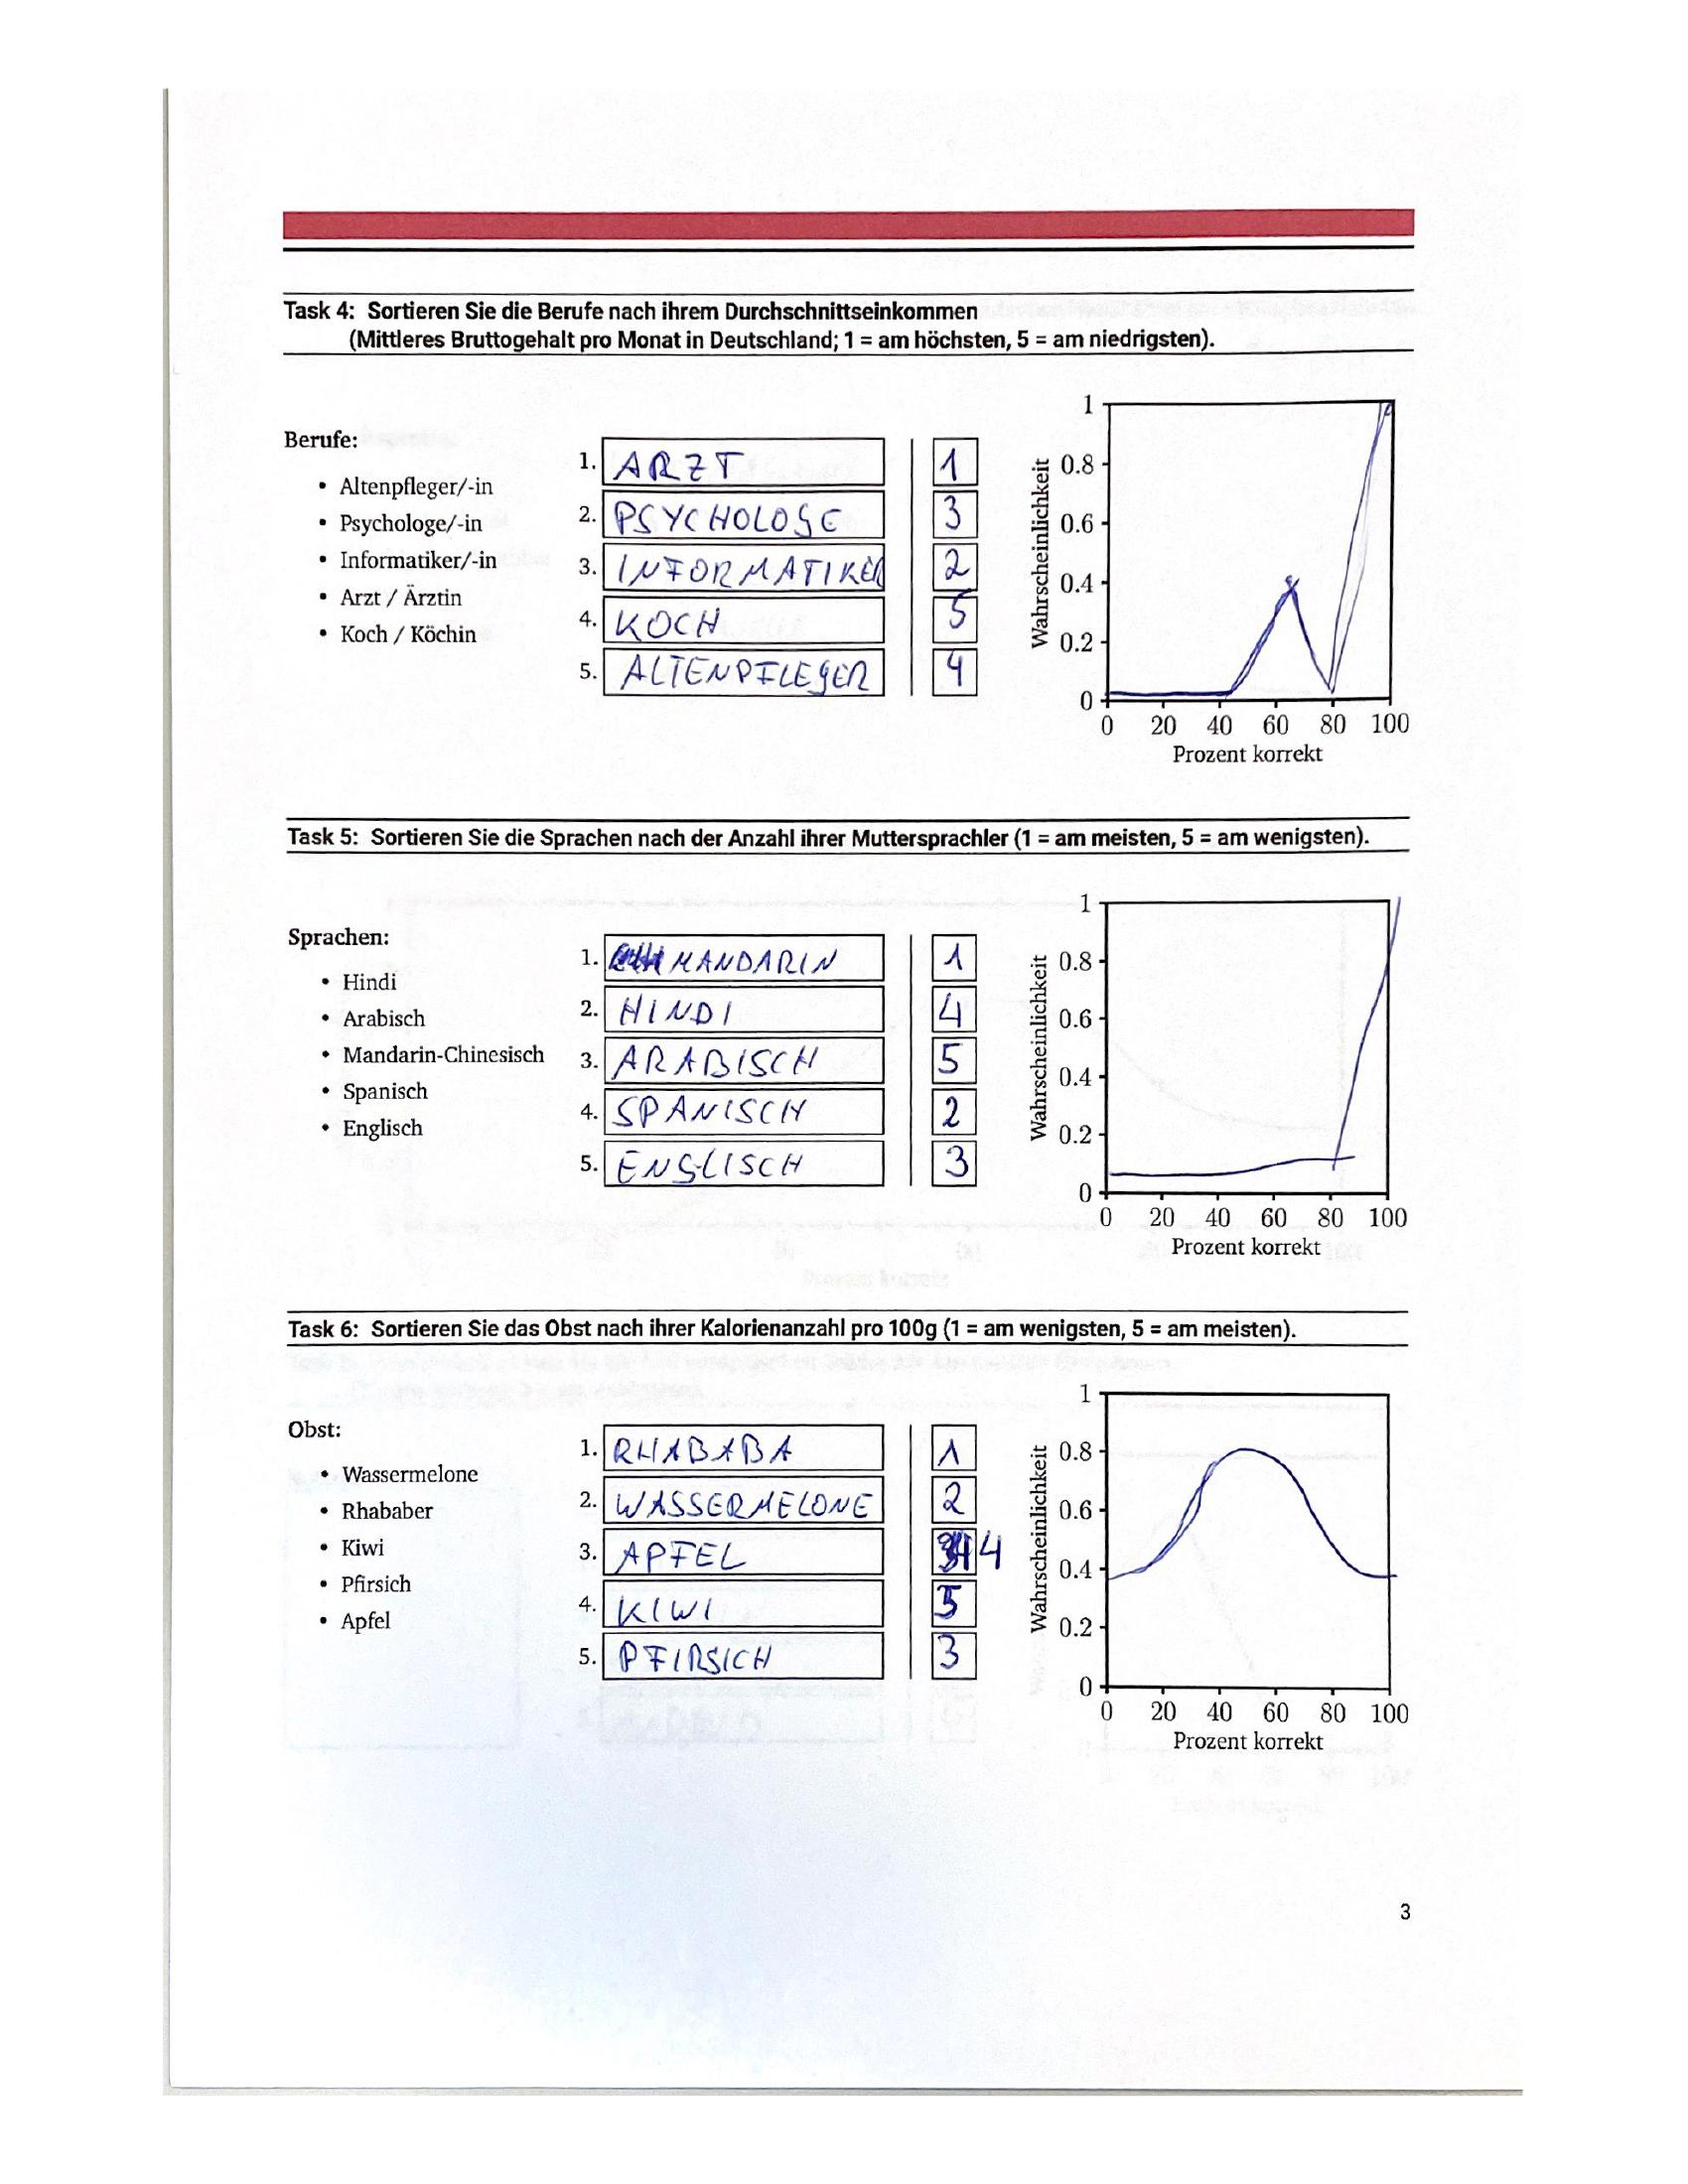 Task 4: Sortieren Sie die Berufe nach ihrem Durchschnittseinkommen
(Mittleres Bruttogehalt pro Monat in Deutschland; 1 = am höchsten, 5 = am niedrigsten).
Berufe:
• Altenpfleger/-in
• Psychologe/-in
• Informatiker/-in
• Arzt / Ärztin
• Koch / Köchin
1. ARZT 1
2. PSYCHOLOGE 3
3. INFORMATIKER 2
4. KOCH 5
5. ALTENPFLEGER 4
Wahrscheinlichkeit
1
0.8
0.6
0.4
0.2
0
0 20 40 60 80 100
Prozent korrekt
Task 5: Sortieren Sie die Sprachen nach der Anzahl ihrer Muttersprachler (1 = am meisten, 5 = am wenigsten).
Sprachen:
• Hindi
• Arabisch
• Mandarin-Chinesisch
• Spanisch
• Englisch
1. MANDARIN 1
2. HINDI 4
3. ARABISCH 5
4. SPANISCH 2
5. ENGLISCH 3
Wahrscheinlichkeit
1
0.8
0.6
0.4
0.2
0
0 20 40 60 80 100
Prozent korrekt
Task 6: Sortieren Sie das Obst nach ihrer Kalorienanzahl pro 100g (1 = am wenigsten, 5 = am meisten).
Obst:
• Wassermelone
• Rhababer
• Kiwi
• Pfirsich
• Apfel
1. RHABABA 1
2. WASSERMELONE 2
3. APFEL 4
4. KIWI 5
5. PFIRSICH 3
Wahrscheinlichkeit
1
0.8
0.6
0.4
0.2
0
0 20 40 60 80 100
Prozent korrekt
3